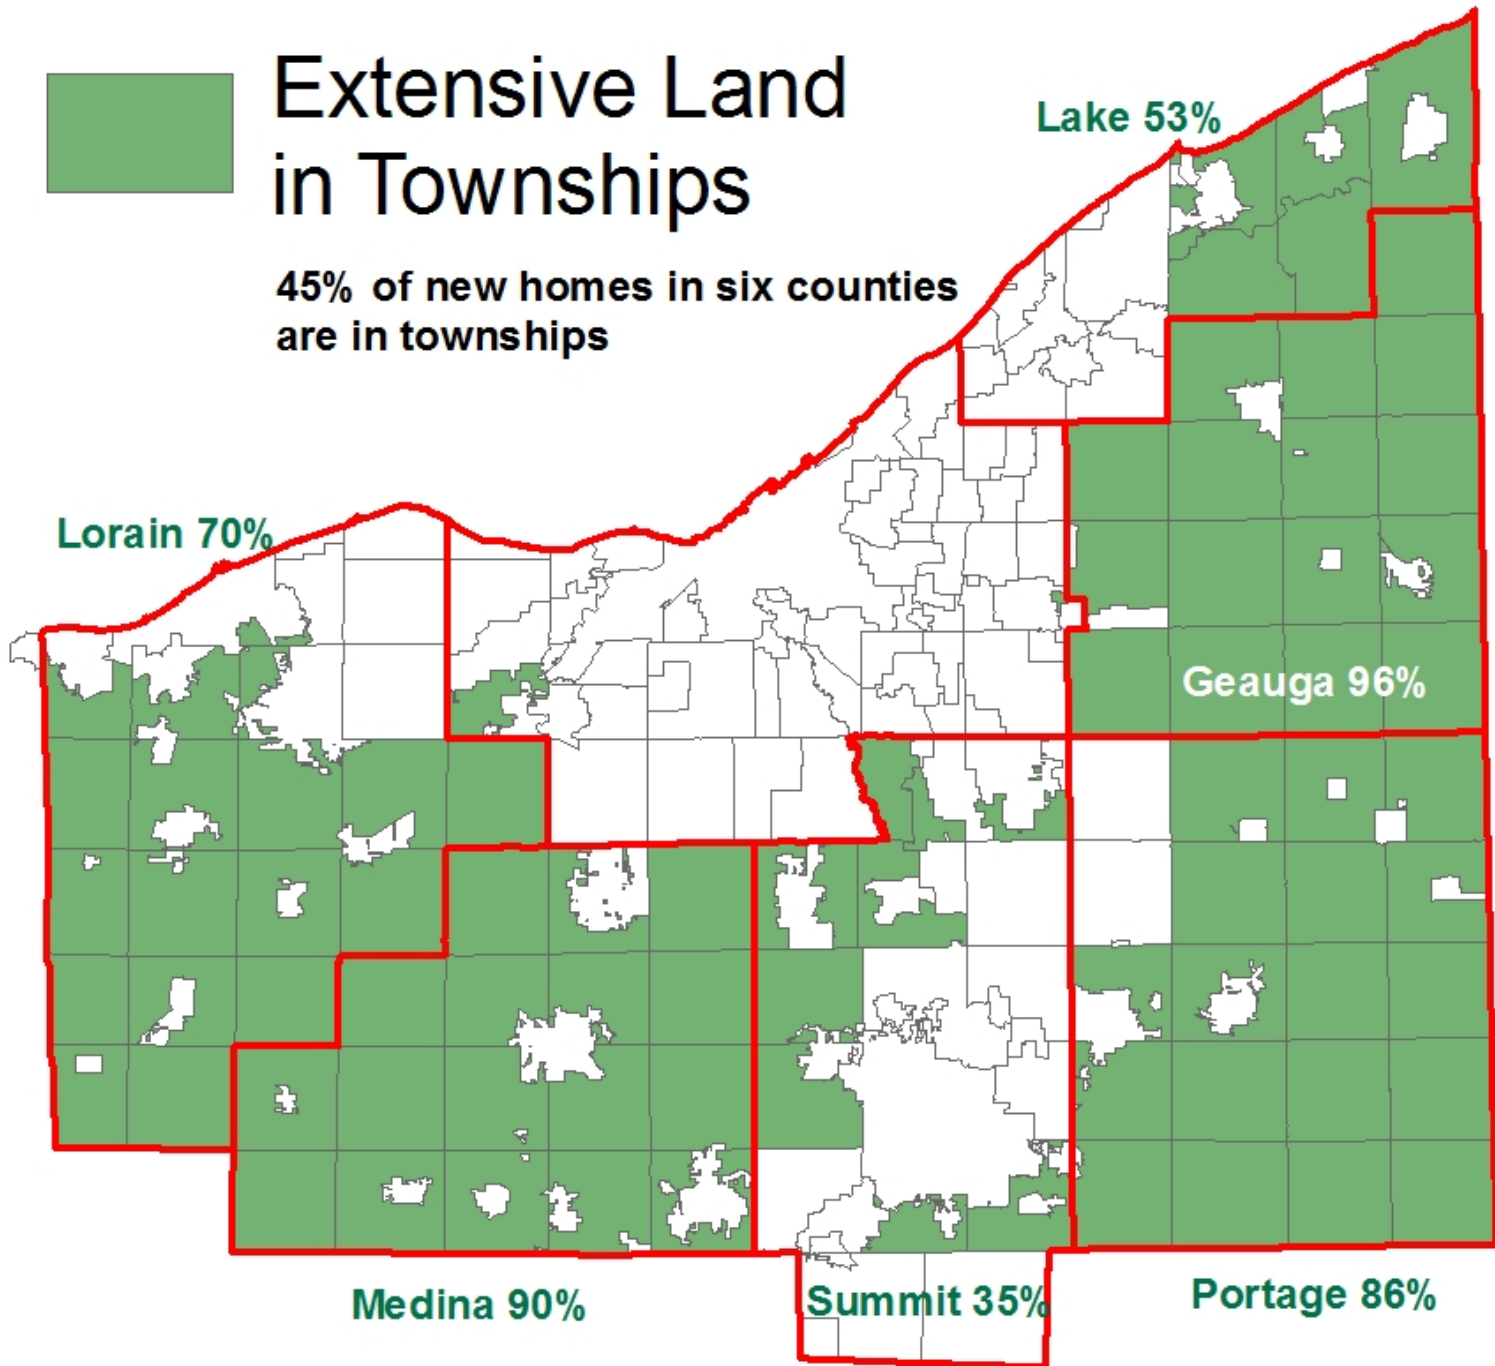 Extensive Land
in Townships
45% of new homes in six counties
are in townships
Lake 53%
Lorain 70%
Geauga 96%
Medina 90%
Summit 35%
Portage 86%